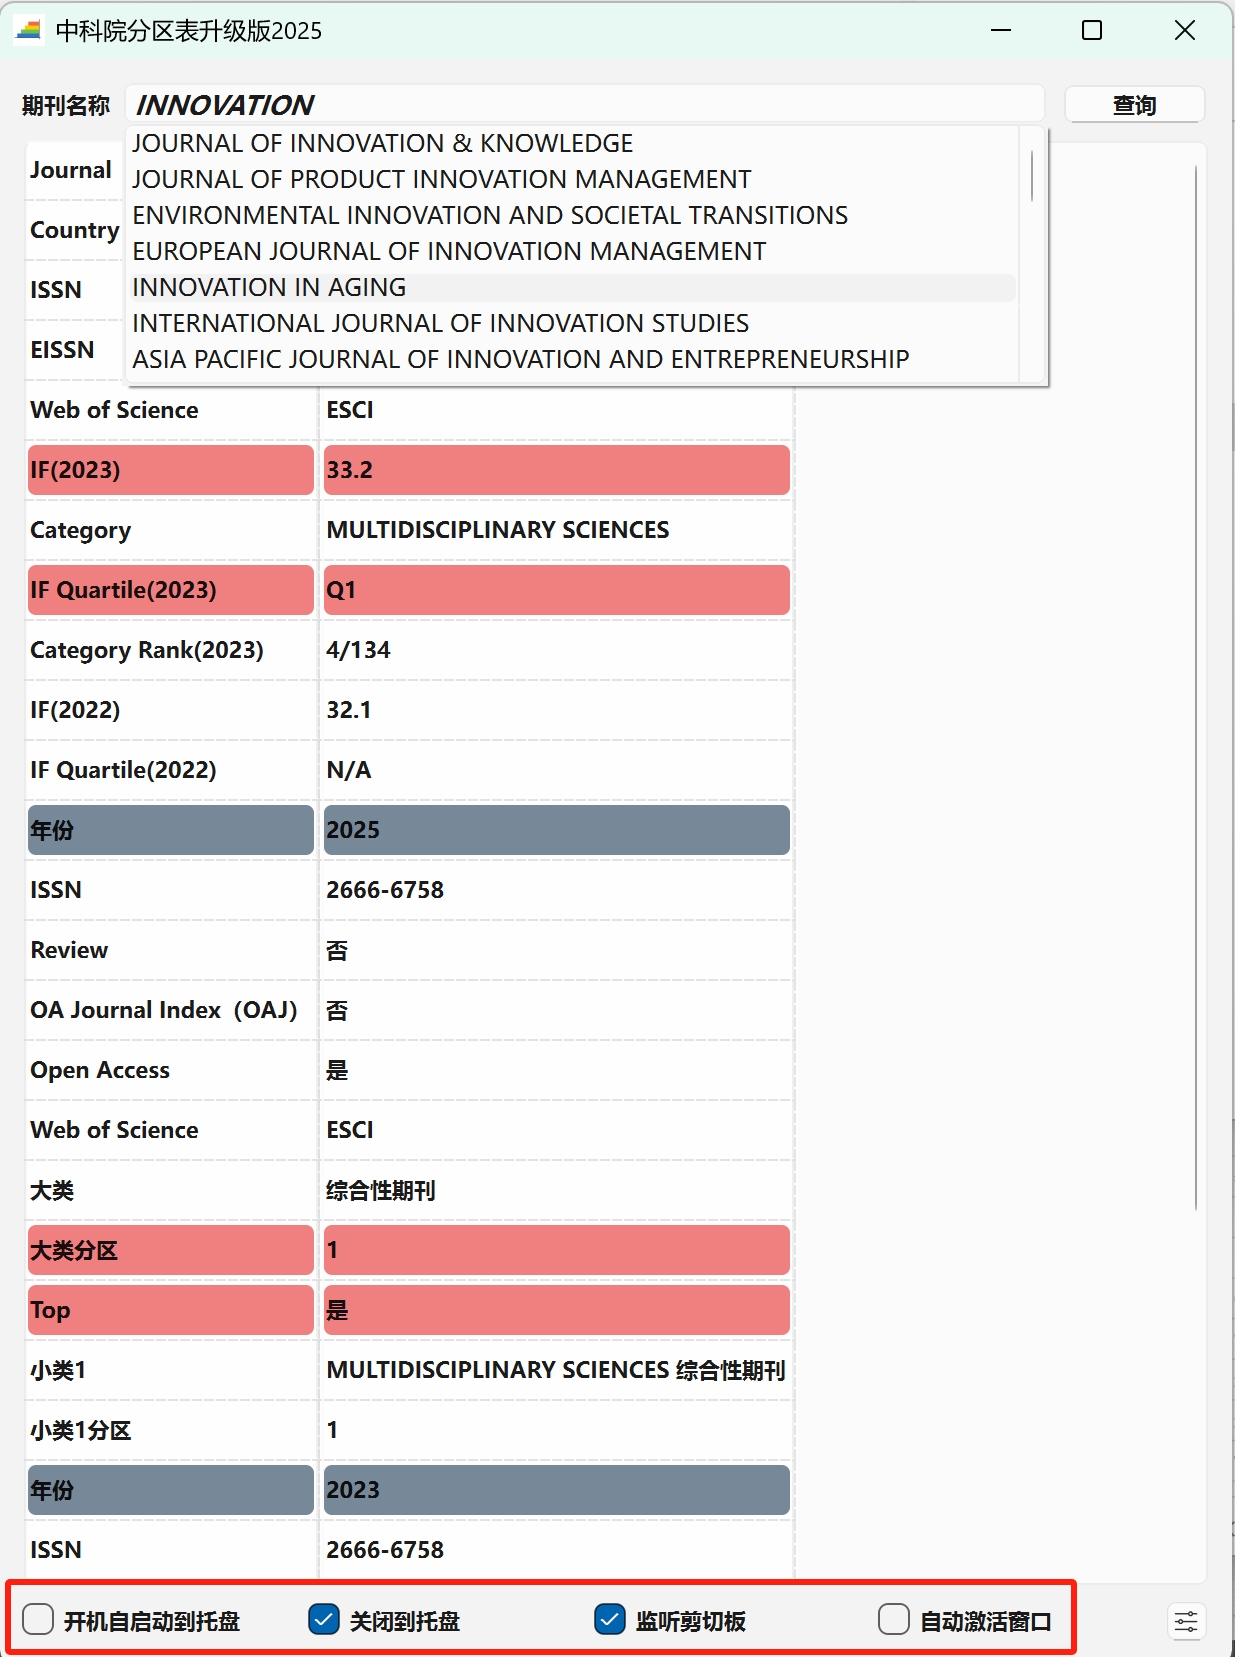 中科院分区表升级版2025
期刊名称 INNOVATION 查询
JOURNAL OF INNOVATION & KNOWLEDGE
JOURNAL OF PRODUCT INNOVATION MANAGEMENT
ENVIRONMENTAL INNOVATION AND SOCIETAL TRANSITIONS
EUROPEAN JOURNAL OF INNOVATION MANAGEMENT
INNOVATION IN AGING
INTERNATIONAL JOURNAL OF INNOVATION STUDIES
ASIA PACIFIC JOURNAL OF INNOVATION AND ENTREPRENEURSHIP
Journal
Country
ISSN
EISSN
Web of Science ESCI
IF(2023) 33.2
Category MULTIDISCIPLINARY SCIENCES
IF Quartile(2023) Q1
Category Rank(2023) 4/134
IF(2022) 32.1
IF Quartile(2022) N/A
年份 2025
ISSN 2666-6758
Review 否
OA Journal Index（OAJ） 否
Open Access 是
Web of Science ESCI
大类 综合性期刊
大类分区 1
Top 是
小类1 MULTIDISCIPLINARY SCIENCES 综合性期刊
小类1分区 1
年份 2023
ISSN 2666-6758
开机自启动到托盘 关闭到托盘 监听剪切板 自动激活窗口